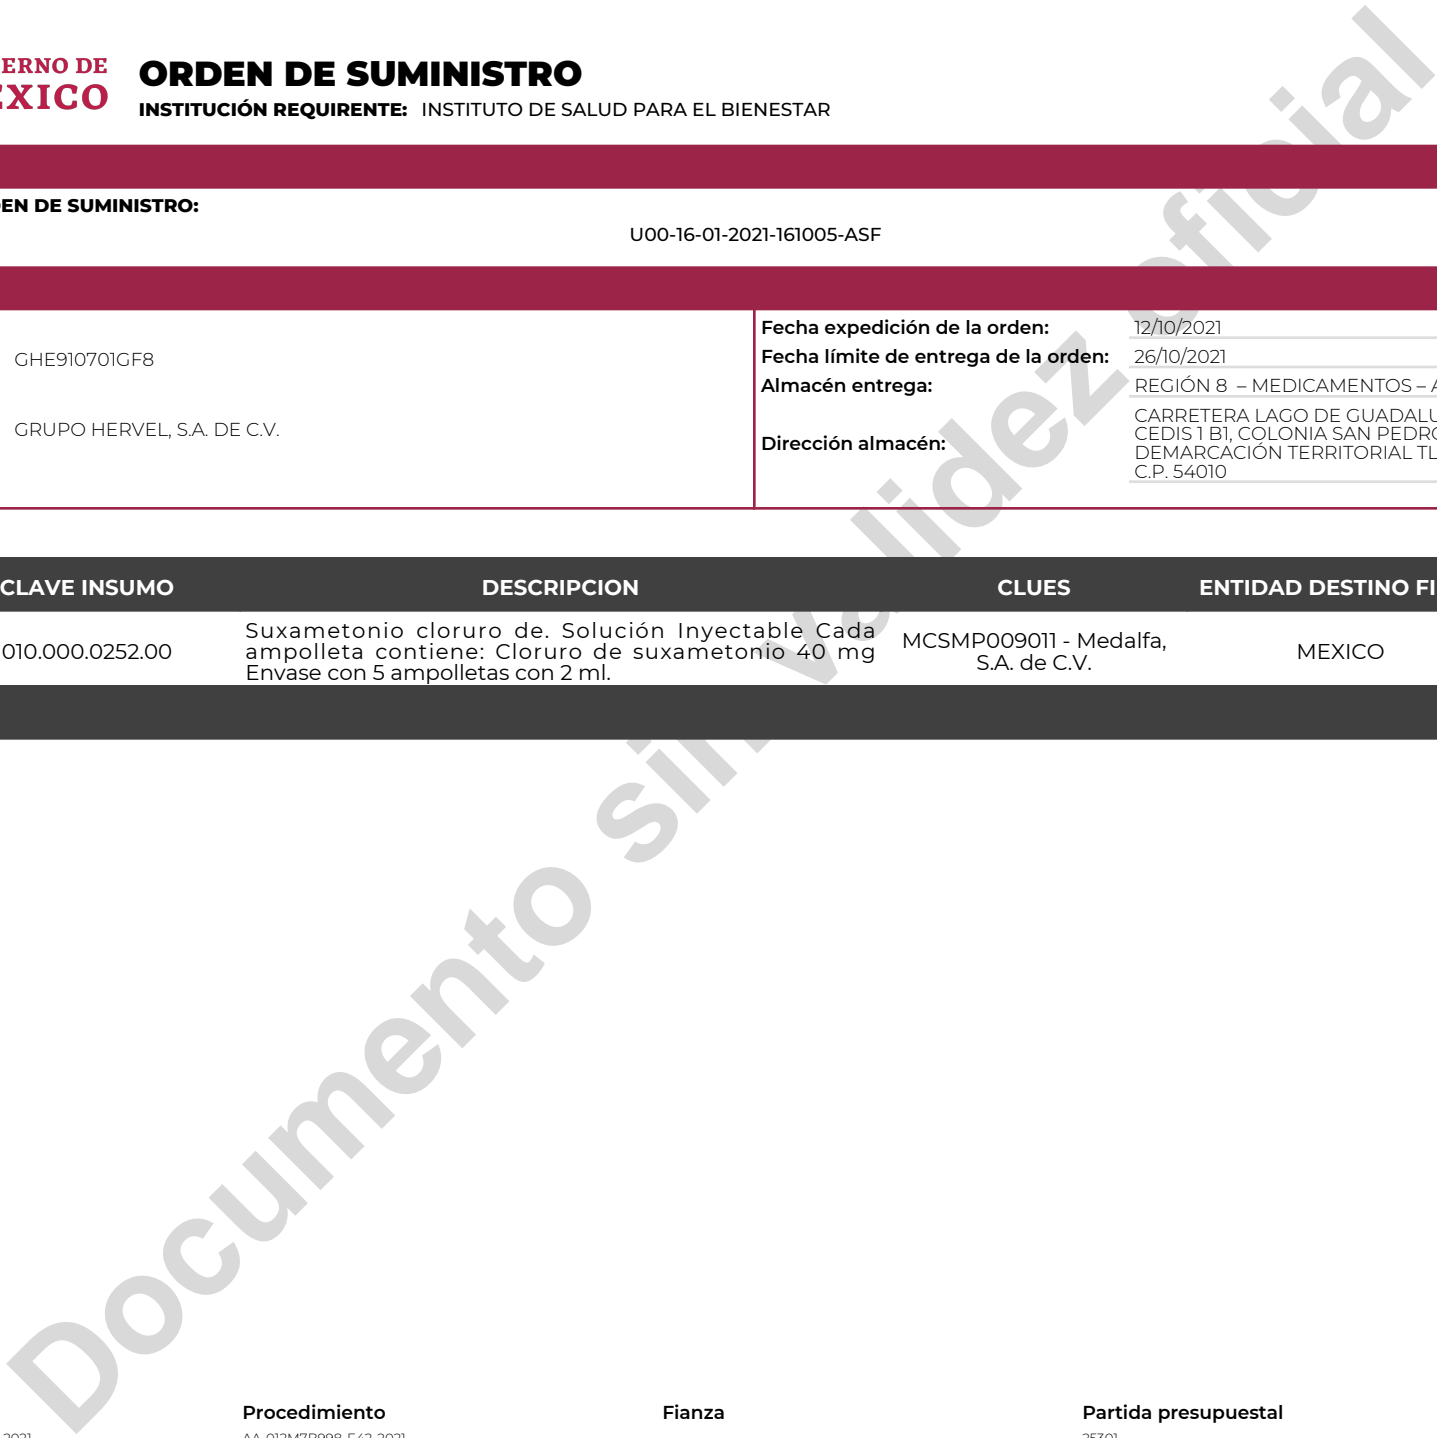 ERNO DE
EXICO
ORDEN DE SUMINISTRO
INSTITUCIÓN REQUIRENTE: INSTITUTO DE SALUD PARA EL BIENESTAR
EN DE SUMINISTRO:
U00-16-01-2021-161005-ASF
GHE910701GF8
GRUPO HERVEL, S.A. DE C.V.
Fecha expedición de la orden: 12/10/2021
Fecha límite de entrega de la orden: 26/10/2021
Almacén entrega: REGIÓN 8 – MEDICAMENTOS – A
Dirección almacén:
CARRETERA LAGO DE GUADALU
CEDIS 1 B1, COLONIA SAN PEDRO
DEMARCACIÓN TERRITORIAL TL
C.P. 54010
CLAVE INSUMO DESCRIPCION CLUES ENTIDAD DESTINO FI
010.000.0252.00
Suxametonio cloruro de. Solución Inyectable Cada
ampolleta contiene: Cloruro de suxametonio 40 mg
Envase con 5 ampolletas con 2 ml.
MCSMP009011 - Medalfa,
S.A. de C.V.
MEXICO
Procedimiento Fianza Partida presupuestal
Documento sin validez oficial